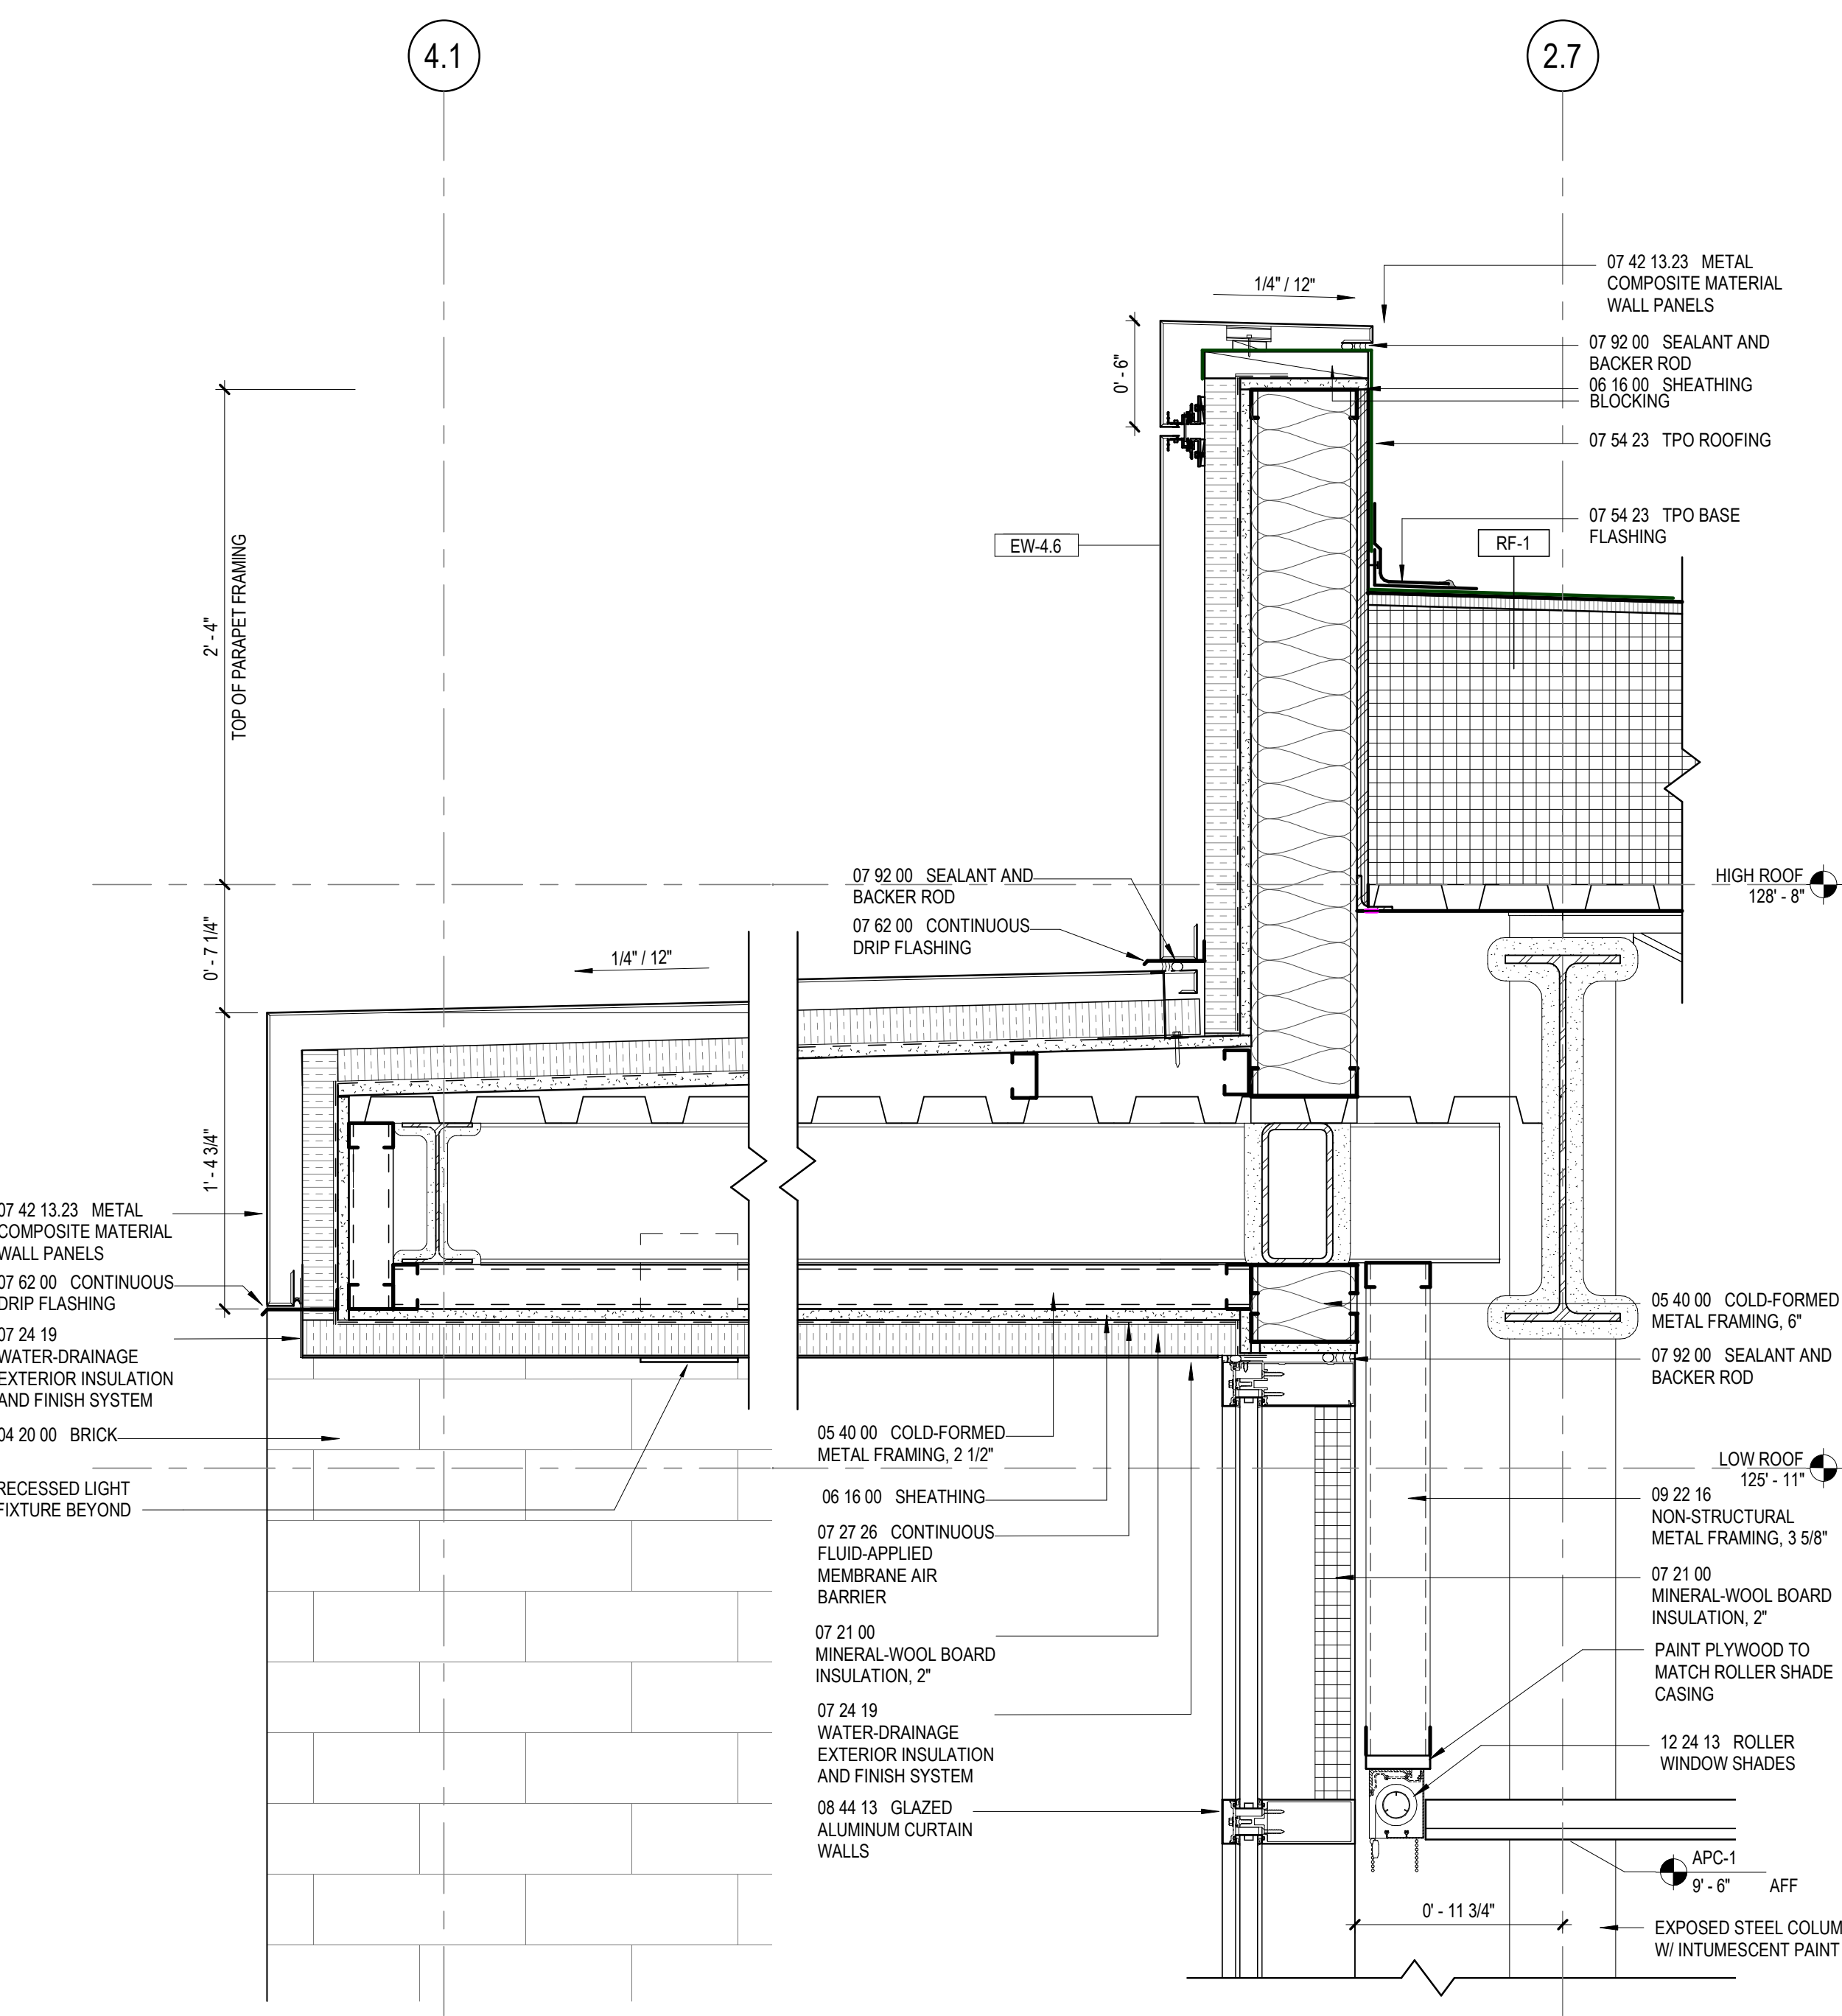 4.1
2.7
1/4" / 12"
07 42 13.23 METAL
COMPOSITE MATERIAL
WALL PANELS
07 92 00 SEALANT AND
BACKER ROD
06 16 00 SHEATHING
BLOCKING
07 54 23 TPO ROOFING
07 54 23 TPO BASE
FLASHING
RF-1
0' - 6"
EW-4.6
2' - 4"
TOP OF PARAPET FRAMING
HIGH ROOF
128' - 8"
07 92 00 SEALANT AND
BACKER ROD
07 62 00 CONTINUOUS
DRIP FLASHING
0' - 7 1/4"
1/4" / 12"
1' - 4 3/4"
07 42 13.23 METAL
COMPOSITE MATERIAL
WALL PANELS
07 62 00 CONTINUOUS
DRIP FLASHING
07 24 19
WATER-DRAINAGE
EXTERIOR INSULATION
AND FINISH SYSTEM
04 20 00 BRICK
RECESSED LIGHT
FIXTURE BEYOND
05 40 00 COLD-FORMED
METAL FRAMING, 2 1/2"
06 16 00 SHEATHING
07 27 26 CONTINUOUS
FLUID-APPLIED
MEMBRANE AIR
BARRIER
07 21 00
MINERAL-WOOL BOARD
INSULATION, 2"
07 24 19
WATER-DRAINAGE
EXTERIOR INSULATION
AND FINISH SYSTEM
08 44 13 GLAZED
ALUMINUM CURTAIN
WALLS
05 40 00 COLD-FORMED
METAL FRAMING, 6"
07 92 00 SEALANT AND
BACKER ROD
LOW ROOF
125' - 11"
09 22 16
NON-STRUCTURAL
METAL FRAMING, 3 5/8"
07 21 00
MINERAL-WOOL BOARD
INSULATION, 2"
PAINT PLYWOOD TO
MATCH ROLLER SHADE
CASING
12 24 13 ROLLER
WINDOW SHADES
APC-1
9' - 6" AFF
0' - 11 3/4"
EXPOSED STEEL COLUM
W/ INTUMESCENT PAINT